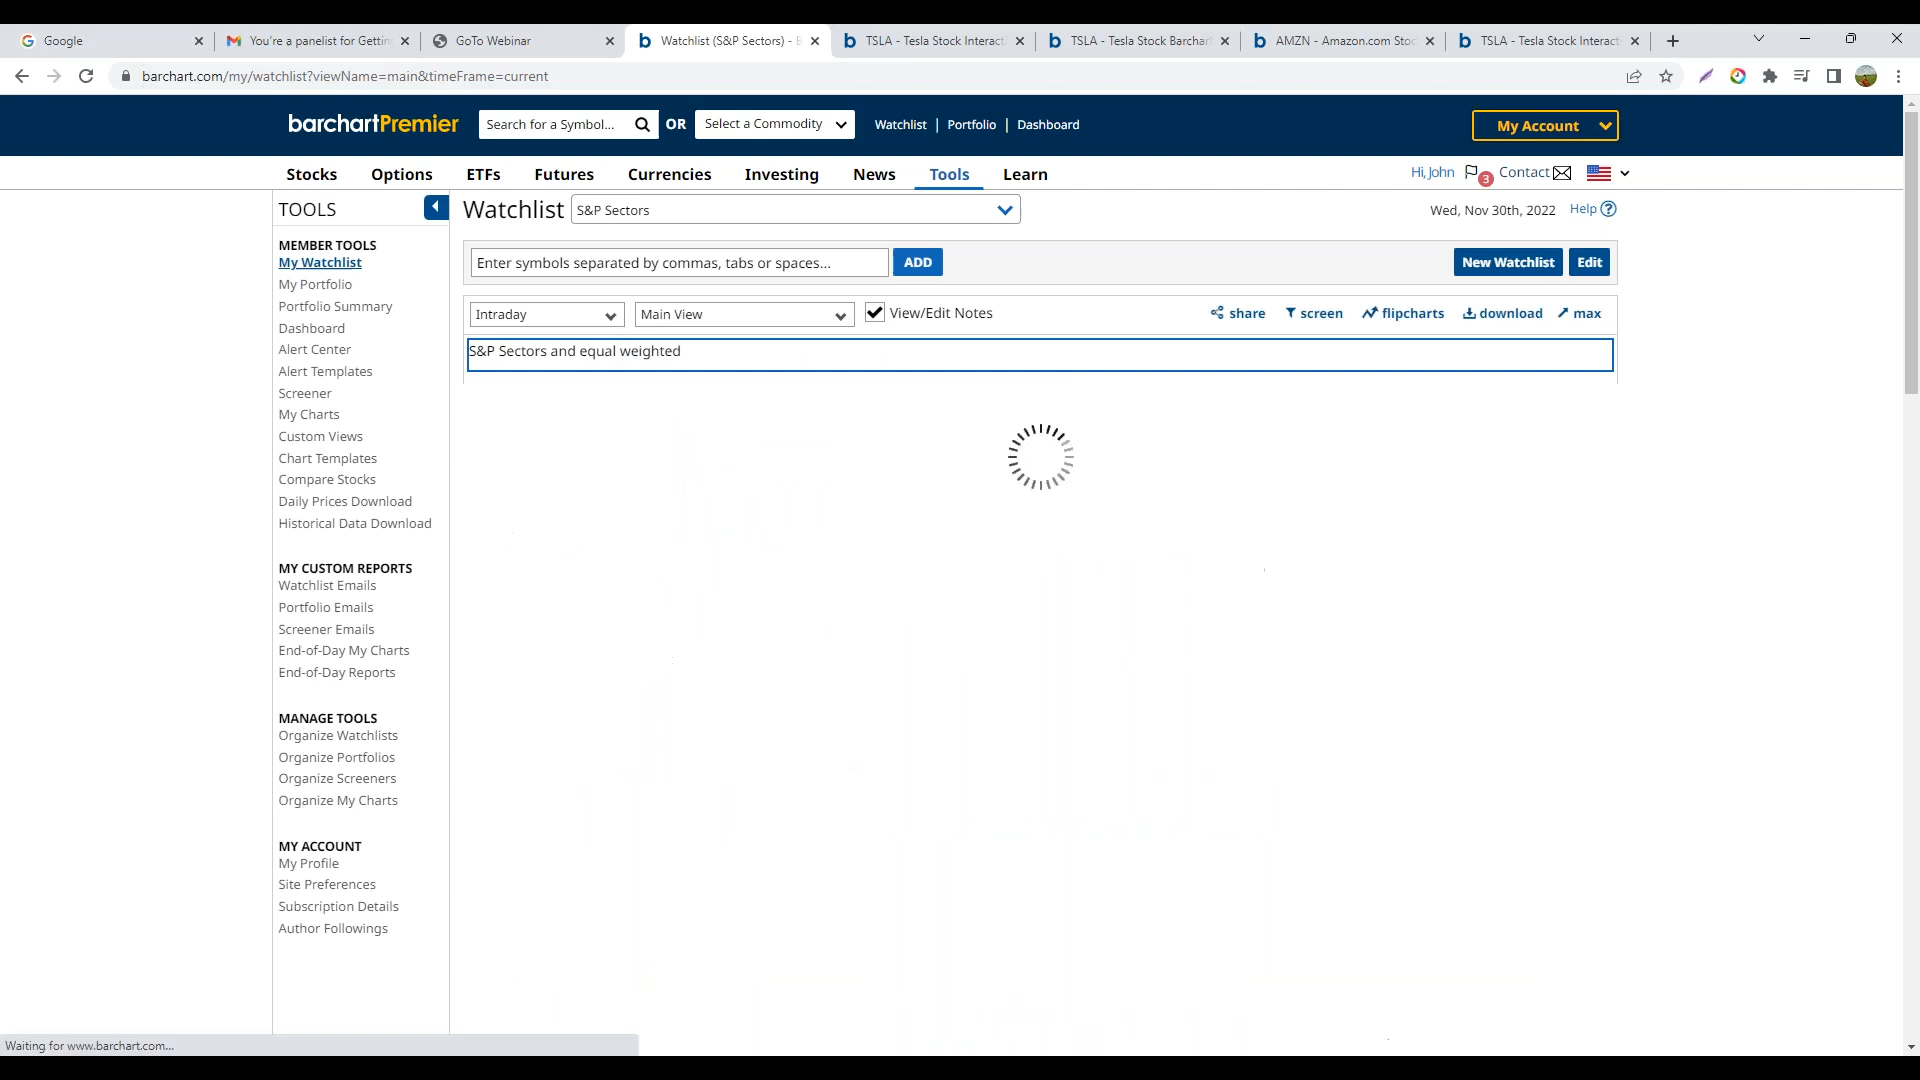 Google
You're a panelist for Gettin
GoTo Webinar
Watchlist (S&P Sectors) - B
TSLA - Tesla Stock Interact
TSLA - Tesla Stock Barchar
AMZN - Amazon.com Stoc
TSLA - Tesla Stock Interact
barchart.com/my/watchlist?viewName=main&timeFrame=current
barchartPremier
Search for a Symbol...
OR
Select a Commodity
Watchlist | Portfolio | Dashboard
My Account
Stocks Options ETFs Futures Currencies Investing News Tools Learn
Hi, John
3
Contact
TOOLS
Watchlist
S&P Sectors
Wed, Nov 30th, 2022
Help ?
MEMBER TOOLS
My Watchlist
My Portfolio
Portfolio Summary
Dashboard
Alert Center
Alert Templates
Screener
My Charts
Custom Views
Chart Templates
Compare Stocks
Daily Prices Download
Historical Data Download
MY CUSTOM REPORTS
Watchlist Emails
Portfolio Emails
Screener Emails
End-of-Day My Charts
End-of-Day Reports
MANAGE TOOLS
Organize Watchlists
Organize Portfolios
Organize Screeners
Organize My Charts
MY ACCOUNT
My Profile
Site Preferences
Subscription Details
Author Followings
Enter symbols separated by commas, tabs or spaces...
ADD
New Watchlist
Edit
Intraday
Main View
View/Edit Notes
share
screen
flipcharts
download
max
S&P Sectors and equal weighted
Waiting for www.barchart.com...